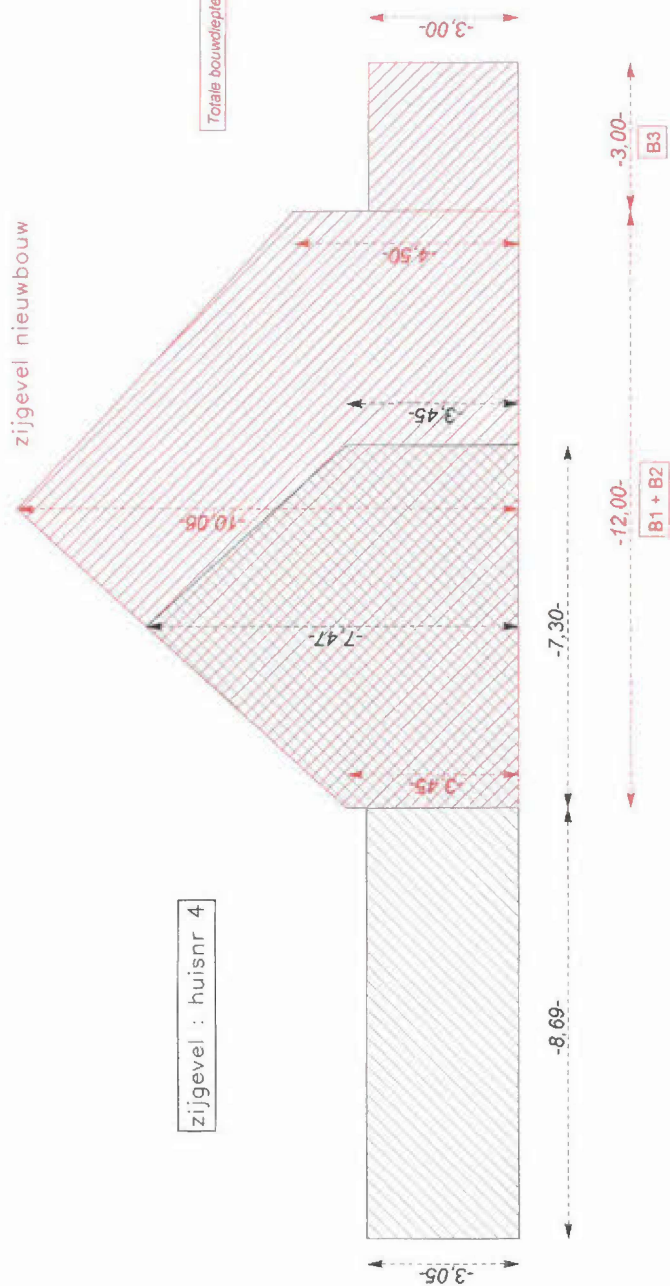 Totale bouwdiepte
-3,00-
zijgevel nieuwbouw
-4,50-
-3,00-
B3
-3,45-
-10,05-
-12,00-
B1 + B2
-7,47-
-7,30-
-3,45-
zijgevel : huisnr 4
-8,69-
-3,05-